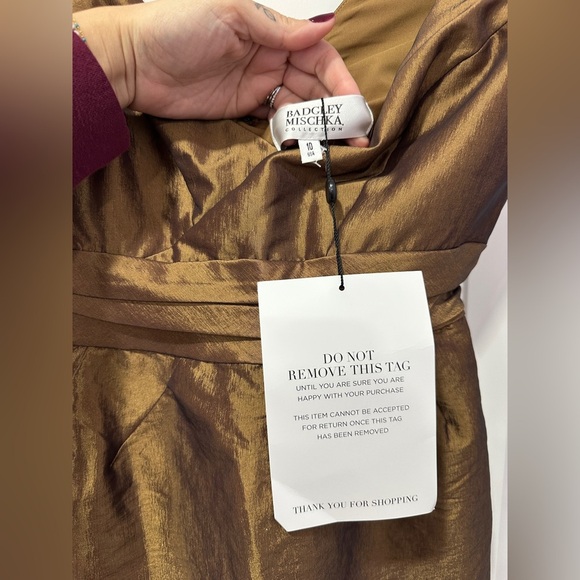 BADGLEY
MISCHKA
COLLECTION
10
DO NOT
REMOVE THIS TAG
UNTIL YOU ARE SURE YOU ARE
HAPPY WITH YOUR PURCHASE
THIS ITEM CANNOT BE ACCEPTED
FOR RETURN ONCE THIS TAG
HAS BEEN REMOVED
THANK YOU FOR SHOPPING